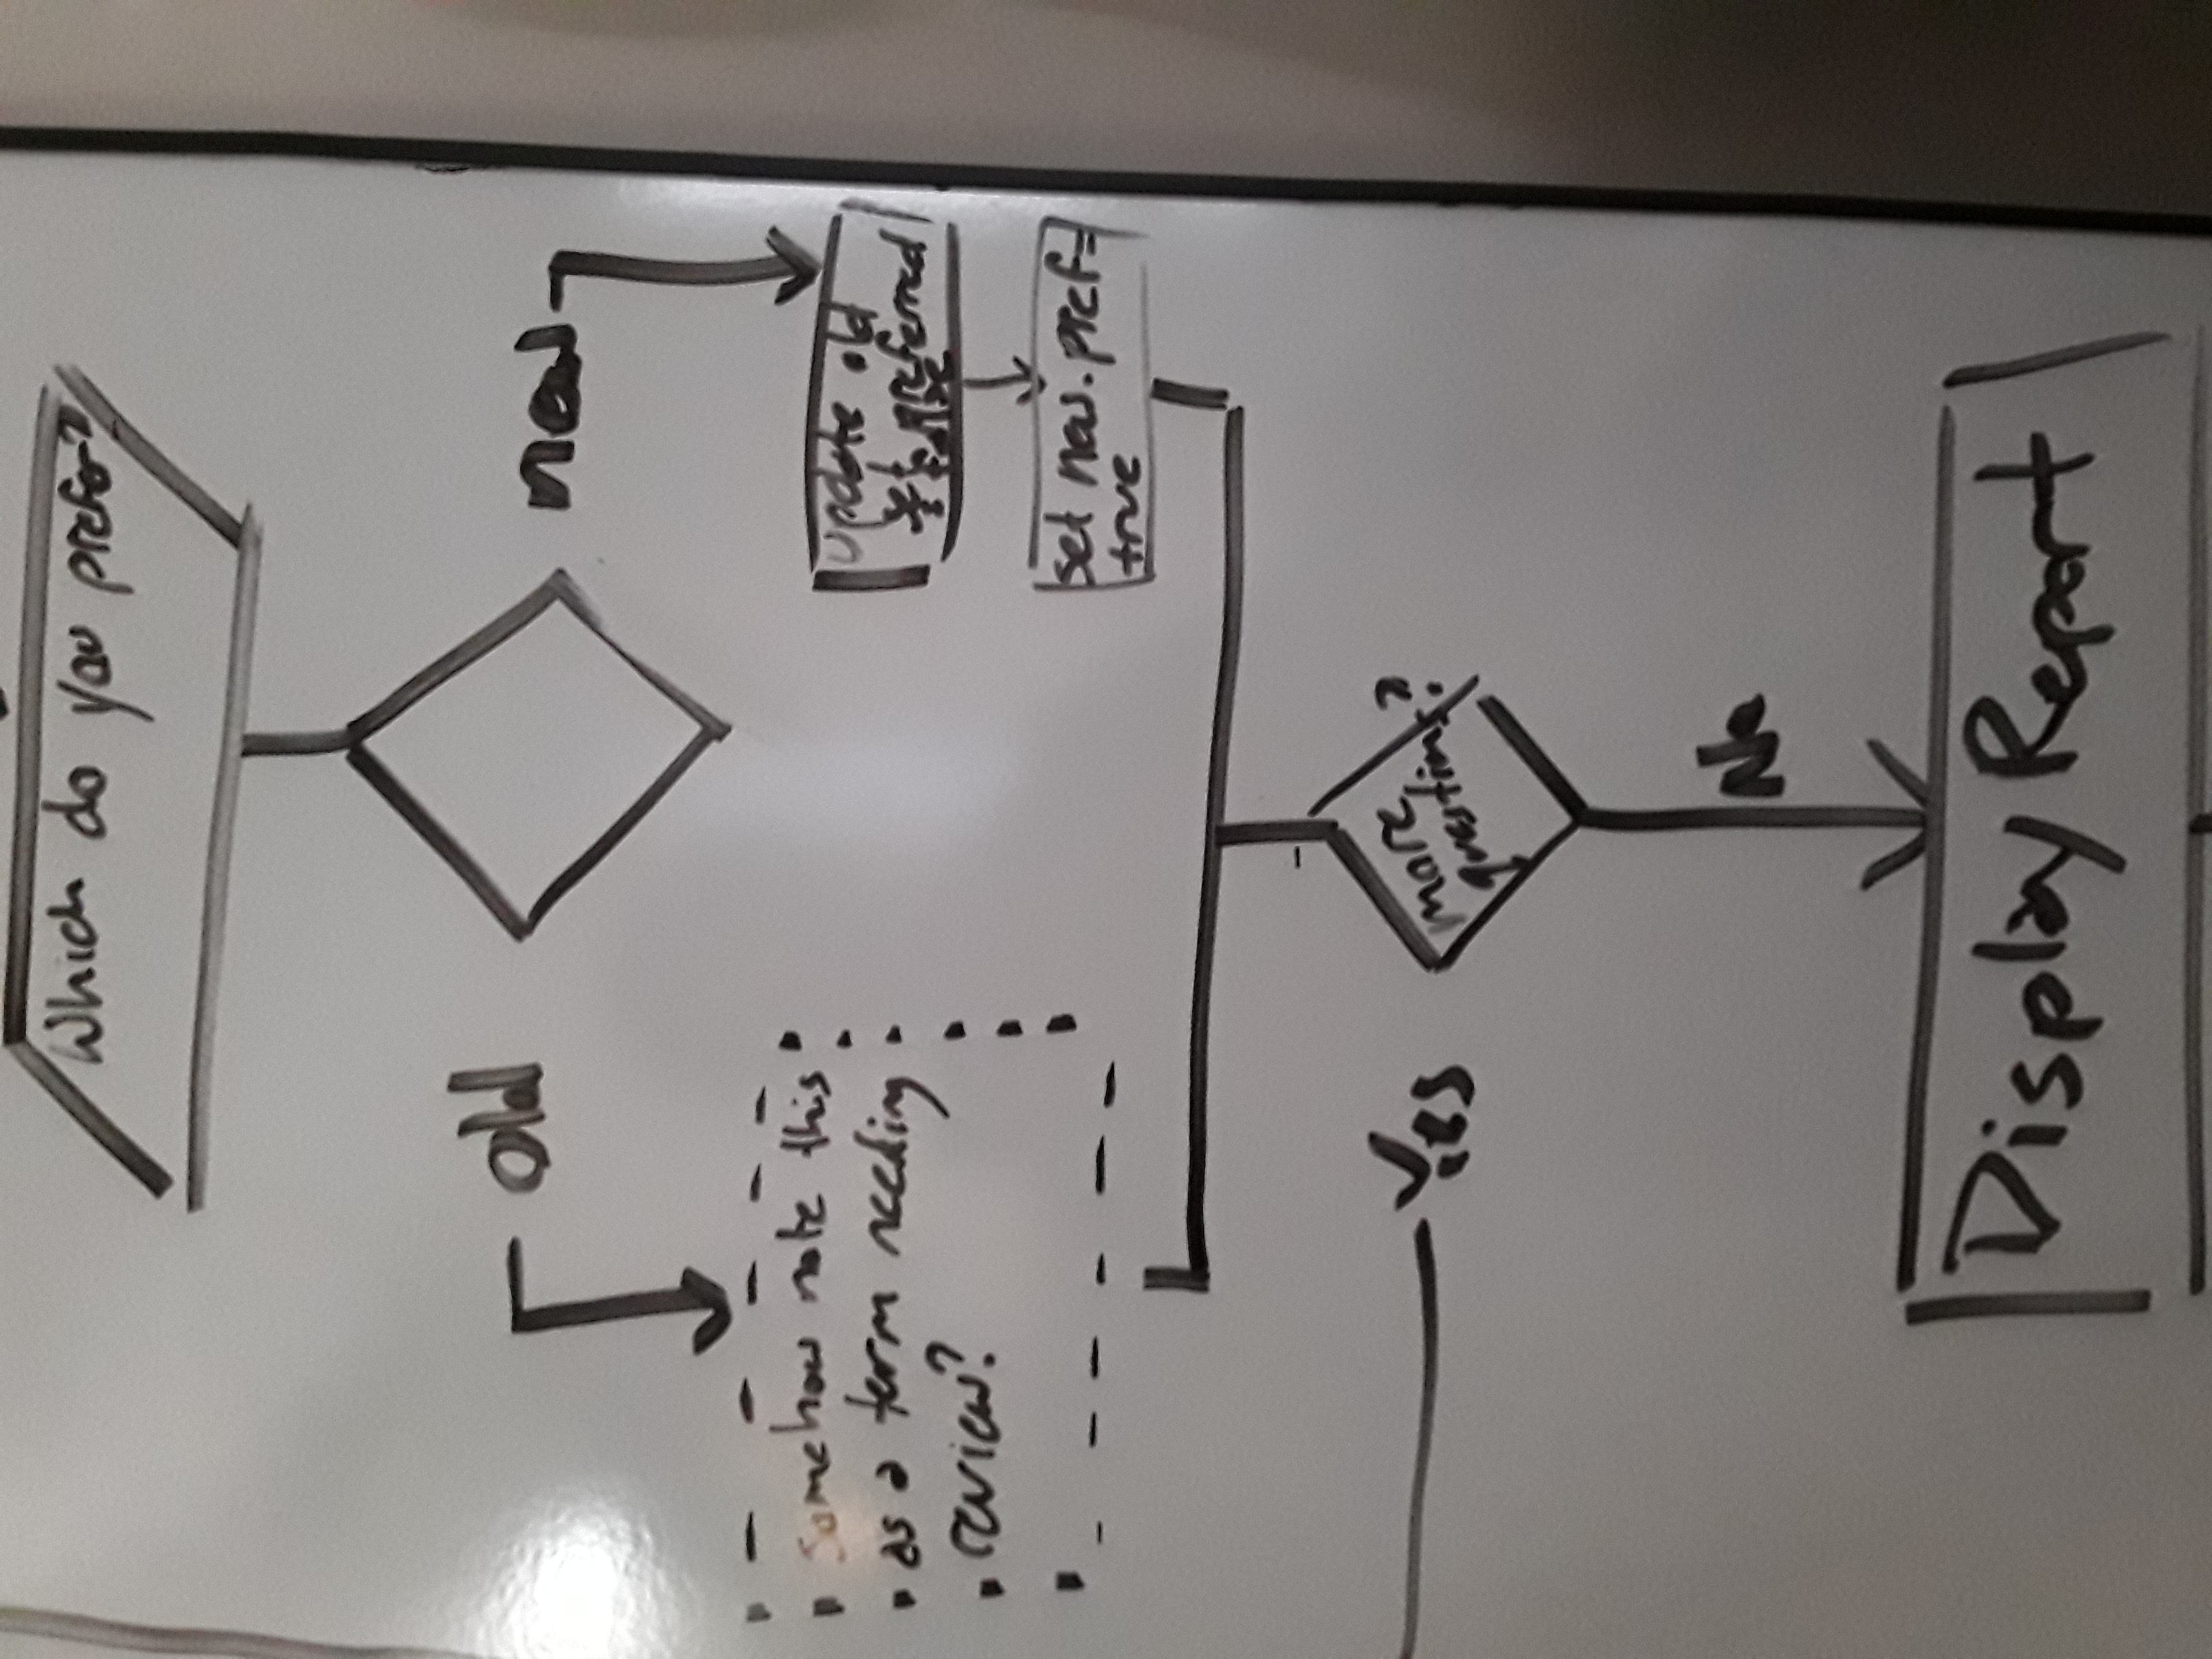 Which do you prefer?
old
new
Somehow note this
as a term needing
review?
update old
set preferred
to false
set new.pref=
true
more
questions?
Yes
No
Display Report